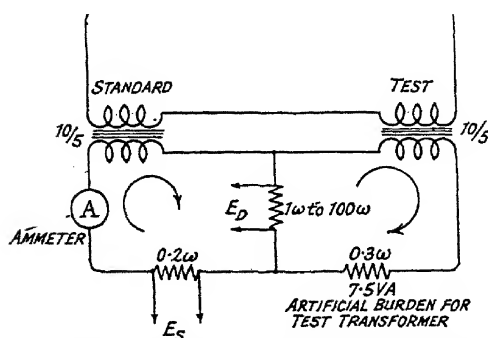 STANDARD
TEST
10/5
10/5
A
AMMETER
E_D
1ω to 100ω
0.2ω
0.3ω
7.5VA
ARTIFICIAL BURDEN FOR
TEST TRANSFORMER
E_S